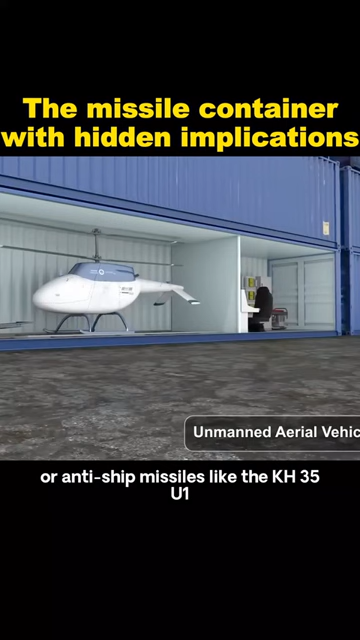 The missile container
with hidden implications
Unmanned Aerial Vehic
or anti-ship missiles like the KH 35
U1